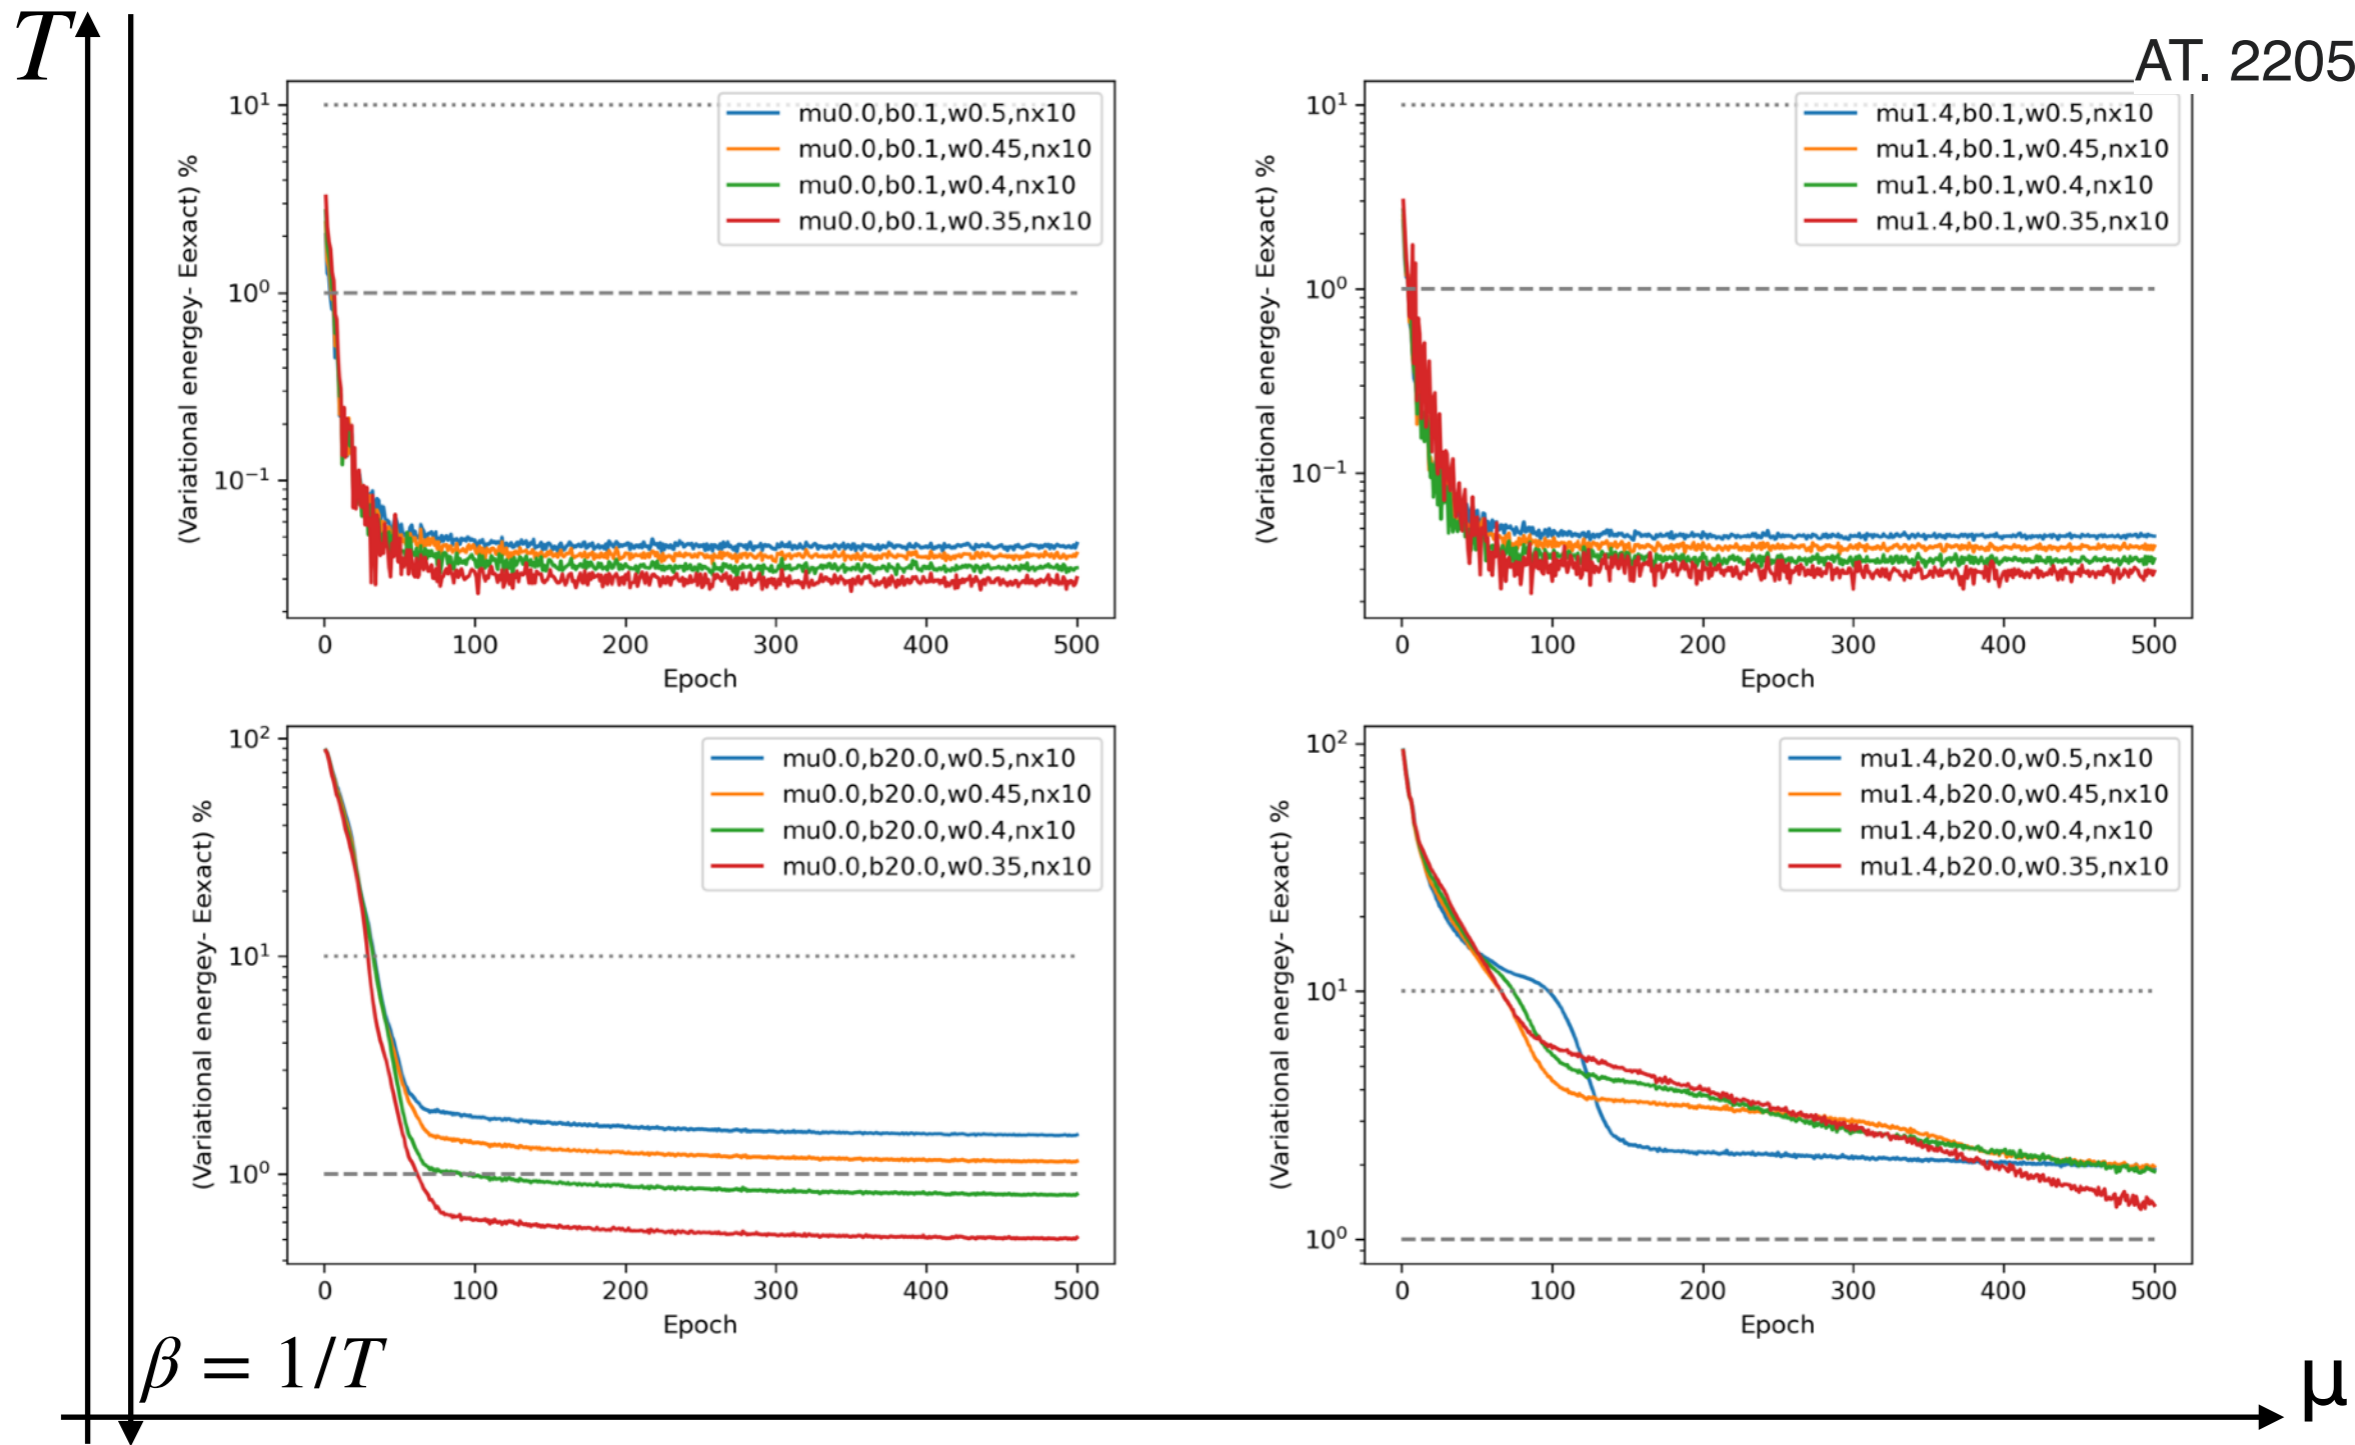 T
AT. 2205
(Variational energey- Eexact) %
10¹
10⁰
10⁻¹
mu0.0,b0.1,w0.5,nx10
mu0.0,b0.1,w0.45,nx10
mu0.0,b0.1,w0.4,nx10
mu0.0,b0.1,w0.35,nx10
0 100 200 300 400 500
Epoch
(Variational energey- Eexact) %
10¹
10⁰
10⁻¹
mu1.4,b0.1,w0.5,nx10
mu1.4,b0.1,w0.45,nx10
mu1.4,b0.1,w0.4,nx10
mu1.4,b0.1,w0.35,nx10
0 100 200 300 400 500
Epoch
(Variational energey- Eexact) %
10²
10¹
10⁰
mu0.0,b20.0,w0.5,nx10
mu0.0,b20.0,w0.45,nx10
mu0.0,b20.0,w0.4,nx10
mu0.0,b20.0,w0.35,nx10
0 100 200 300 400 500
Epoch
(Variational energey- Eexact) %
10²
10¹
10⁰
mu1.4,b20.0,w0.5,nx10
mu1.4,b20.0,w0.45,nx10
mu1.4,b20.0,w0.4,nx10
mu1.4,b20.0,w0.35,nx10
0 100 200 300 400 500
Epoch
β = 1/T
μ